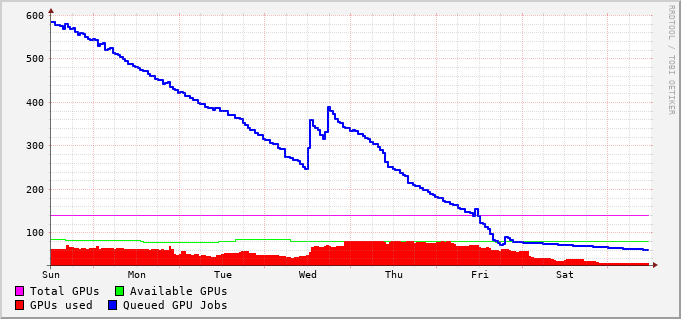 600
500
400
300
200
100
Sun Mon Tue Wed Thu Fri Sat
Total GPUs Available GPUs
GPUs used Queued GPU Jobs
RRDTOOL / TOBI OETIKER